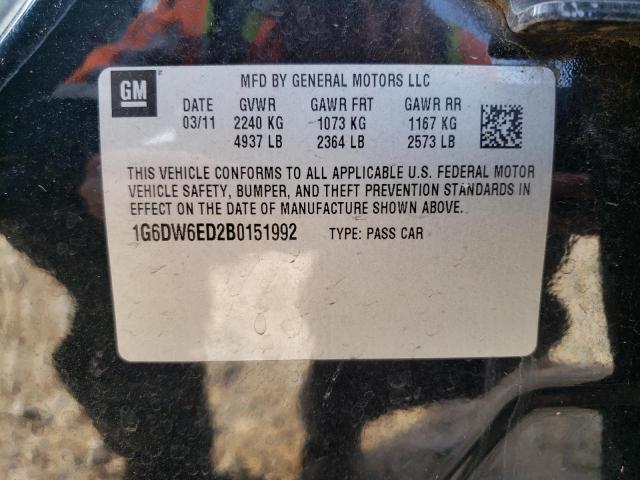 GM
MFD BY GENERAL MOTORS LLC
DATE GVWR GAWR FRT GAWR RR
03/11 2240 KG 1073 KG 1167 KG
4937 LB 2364 LB 2573 LB
THIS VEHICLE CONFORMS TO ALL APPLICABLE U.S. FEDERAL MOTOR
VEHICLE SAFETY, BUMPER, AND THEFT PREVENTION STANDARDS IN
EFFECT ON THE DATE OF MANUFACTURE SHOWN ABOVE.
1G6DW6ED2B0151992 TYPE: PASS CAR